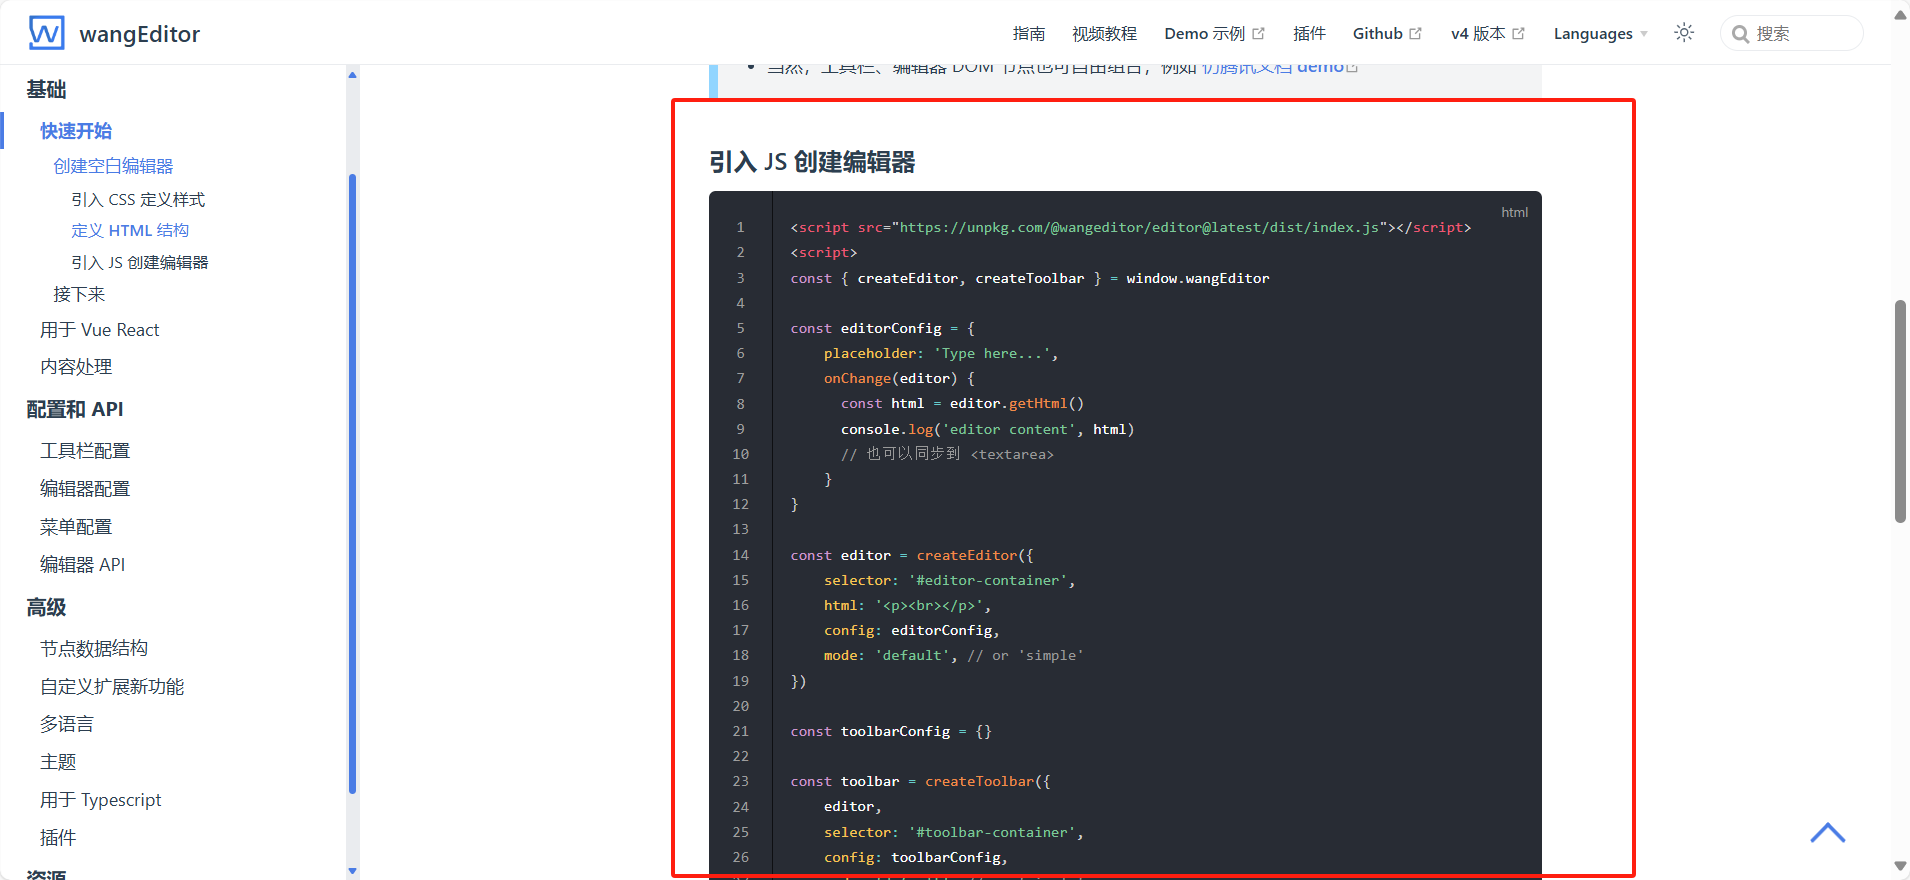 wangEditor
指南
视频教程
Demo 示例
插件
Github
v4 版本
Languages
搜索
基础
快速开始
创建空白编辑器
引入 CSS 定义样式
定义 HTML 结构
引入 JS 创建编辑器
接下来
用于 Vue React
内容处理
配置和 API
工具栏配置
编辑器配置
菜单配置
编辑器 API
高级
节点数据结构
自定义扩展新功能
多语言
主题
用于 Typescript
插件
资源
当然，工具栏、编辑器 DOM 节点也可自由组合，例如 仿腾讯文档 demo
引入 JS 创建编辑器
html
1 <script src="https://unpkg.com/@wangeditor/editor@latest/dist/index.js"></script>
2 <script>
3 const { createEditor, createToolbar } = window.wangEditor
4
5 const editorConfig = {
6     placeholder: 'Type here...',
7     onChange(editor) {
8       const html = editor.getHtml()
9       console.log('editor content', html)
10       // 也可以同步到 <textarea>
11     }
12 }
13
14 const editor = createEditor({
15     selector: '#editor-container',
16     html: '<p><br></p>',
17     config: editorConfig,
18     mode: 'default', // or 'simple'
19 })
20
21 const toolbarConfig = {}
22
23 const toolbar = createToolbar({
24     editor,
25     selector: '#toolbar-container',
26     config: toolbarConfig,